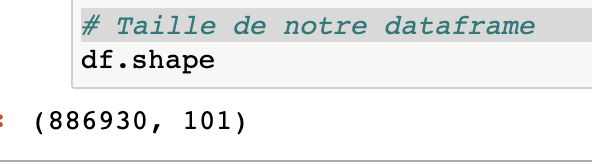 # Taille de notre dataframe
df.shape
: (886930, 101)